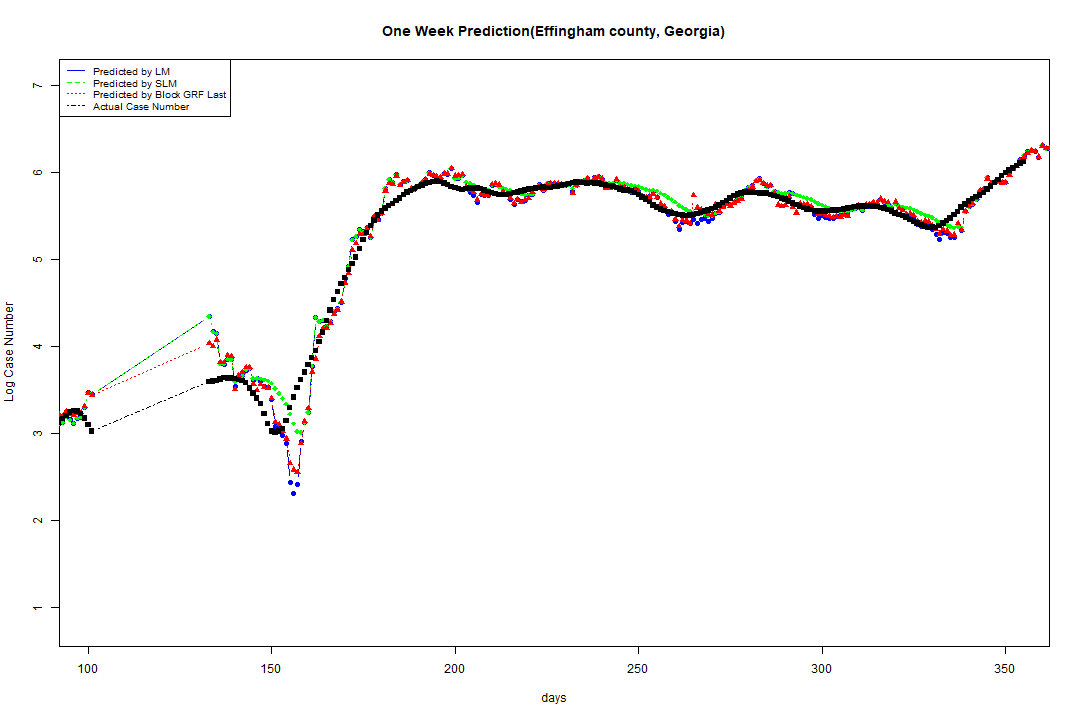 One Week Prediction(Effingham county, Georgia)
Predicted by LM
Predicted by SLM
Predicted by Block GRF Last
Actual Case Number
7
6
5
4
3
2
1
Log Case Number
100 150 200 250 300 350
days